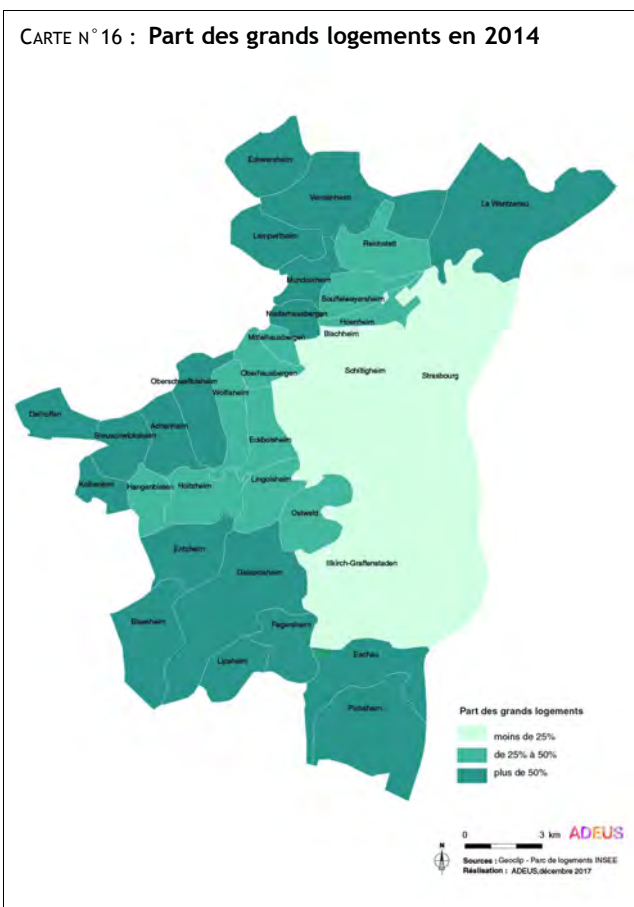 CARTE N°16 : Part des grands logements en 2014
Eckwersheim
Vendenheim
La Wantzenau
Lampertheim
Reichstett
Mundolsheim
Souffelweyersheim
Niederhausbergen
Hoenheim
Bischheim
Mittelhausbergen
Oberhausbergen
Schiltigheim
Strasbourg
Oberschaeffolsheim
Wolfisheim
Osthoffen
Breuschwickersheim
Achenheim
Eckbolsheim
Kolbsheim
Hangenbieten
Holtzheim
Lingolsheim
Ostwald
Entzheim
Geispolsheim
Illkirch-Graffenstaden
Blaesheim
Fegersheim
Lipsheim
Eschau
Plobsheim
Part des grands logements
moins de 25%
de 25% à 50%
plus de 50%
0 3 km ADEUS
N
Sources : Geoclip - Parc de logements INSEE
Réalisation : ADEUS,décembre 2017